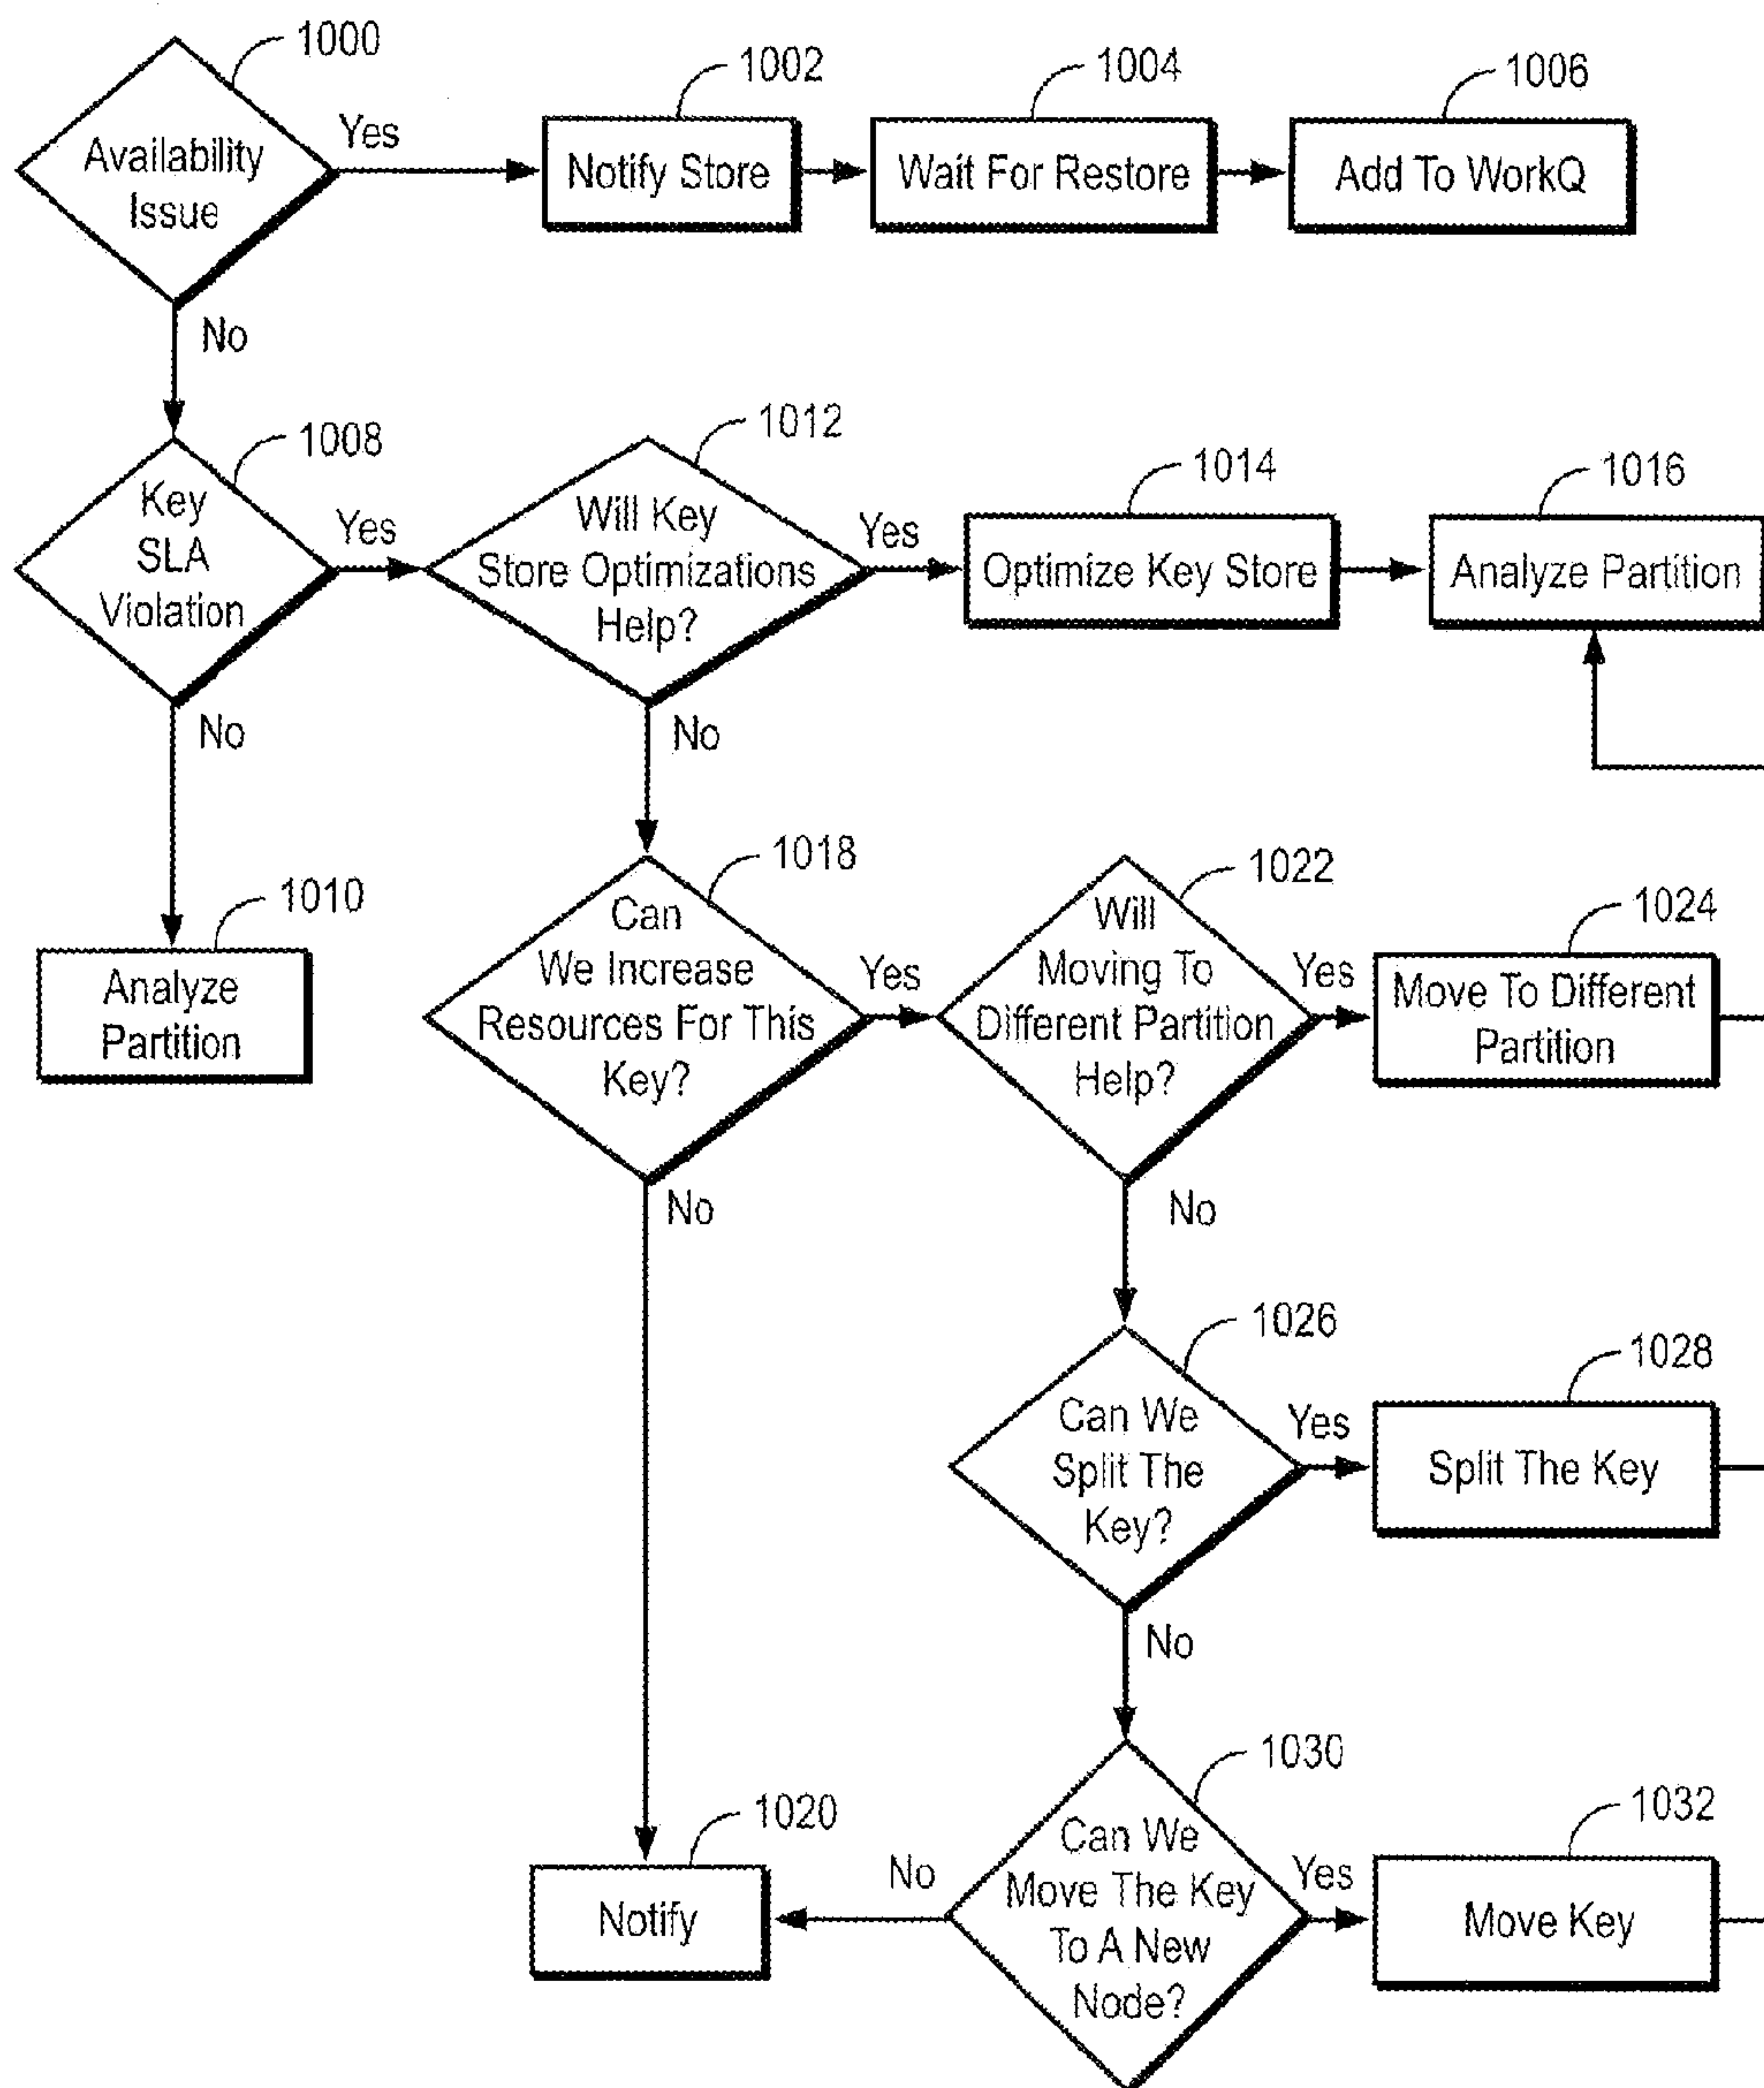 1000
Availability
Issue
Yes
1002
Notify Store
1004
Wait For Restore
1006
Add To WorkQ
No
1008
Key
SLA
Violation
Yes
1012
Will Key
Store Optimizations
Help?
Yes
1014
Optimize Key Store
1016
Analyze Partition
No
No
1010
Analyze
Partition
1018
Can
We Increase
Resources For This
Key?
Yes
1022
Will
Moving To
Different Partition
Help?
Yes
1024
Move To Different
Partition
No
No
1026
Can We
Split The
Key?
Yes
1028
Split The Key
No
1020
Notify
No
1030
Can We
Move The Key
To A New
Node?
Yes
1032
Move Key